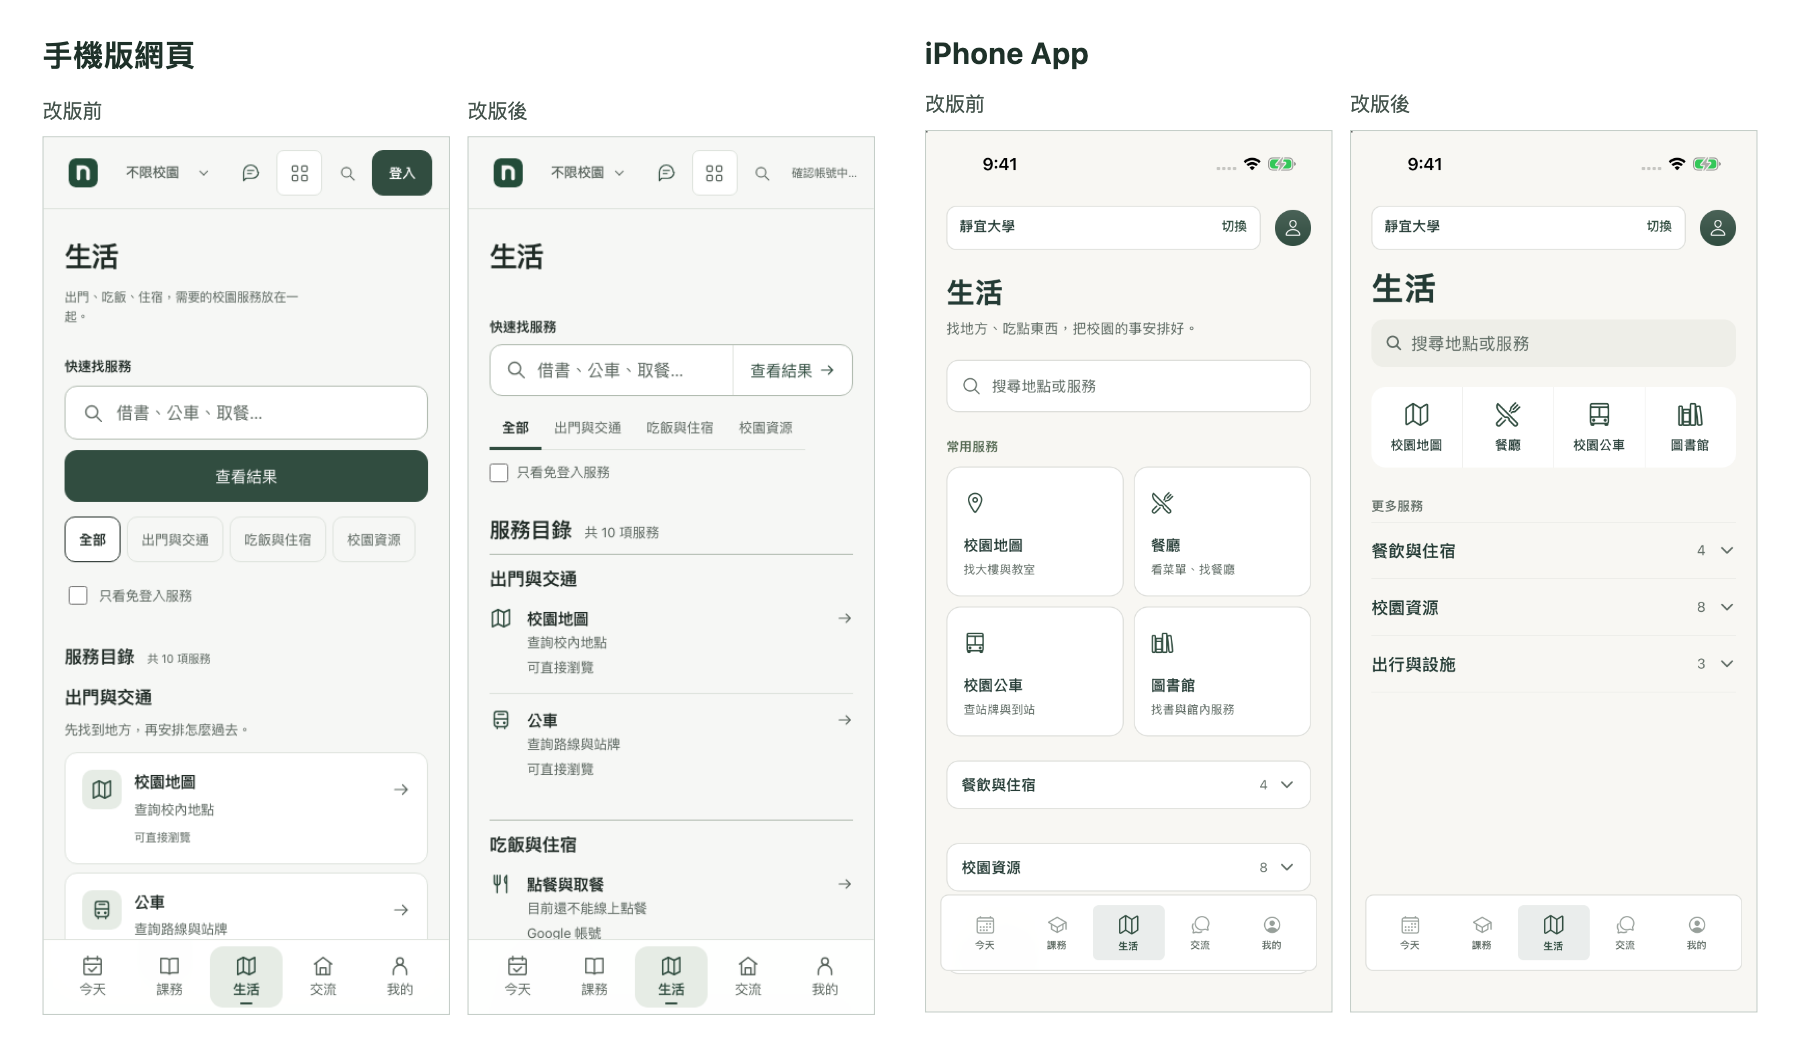 手機版網頁
改版前
n 不限校園 登入
生活
出門、吃飯、住宿，需要的校園服務放在一
起。
快速找服務
借書、公車、取餐...
查看結果
全部 出門與交通 吃飯與住宿 校園資源
只看免登入服務
服務目錄 共 10 項服務
出門與交通
先找到地方，再安排怎麼過去。
校園地圖
查詢校內地點
可直接瀏覽
公車
查詢路線與站牌
今天 課務 生活 交流 我的
改版後
n 不限校園 確認帳號中...
生活
快速找服務
借書、公車、取餐... 查看結果 →
全部 出門與交通 吃飯與住宿 校園資源
只看免登入服務
服務目錄 共 10 項服務
出門與交通
校園地圖
查詢校內地點
可直接瀏覽
公車
查詢路線與站牌
可直接瀏覽
吃飯與住宿
點餐與取餐
目前還不能線上點餐
Google 帳號
今天 課務 生活 交流 我的
iPhone App
改版前
9:41
靜宜大學 切換
生活
找地方、吃點東西，把校園的事安排好。
搜尋地點或服務
常用服務
校園地圖
找大樓與教室
餐廳
看菜單、找餐廳
校園公車
查站牌與到站
圖書館
找書與館內服務
餐飲與住宿 4
校園資源 8
今天 課務 生活 交流 我的
改版後
9:41
靜宜大學 切換
生活
搜尋地點或服務
校園地圖 餐廳 校園公車 圖書館
更多服務
餐飲與住宿 4
校園資源 8
出行與設施 3
今天 課務 生活 交流 我的